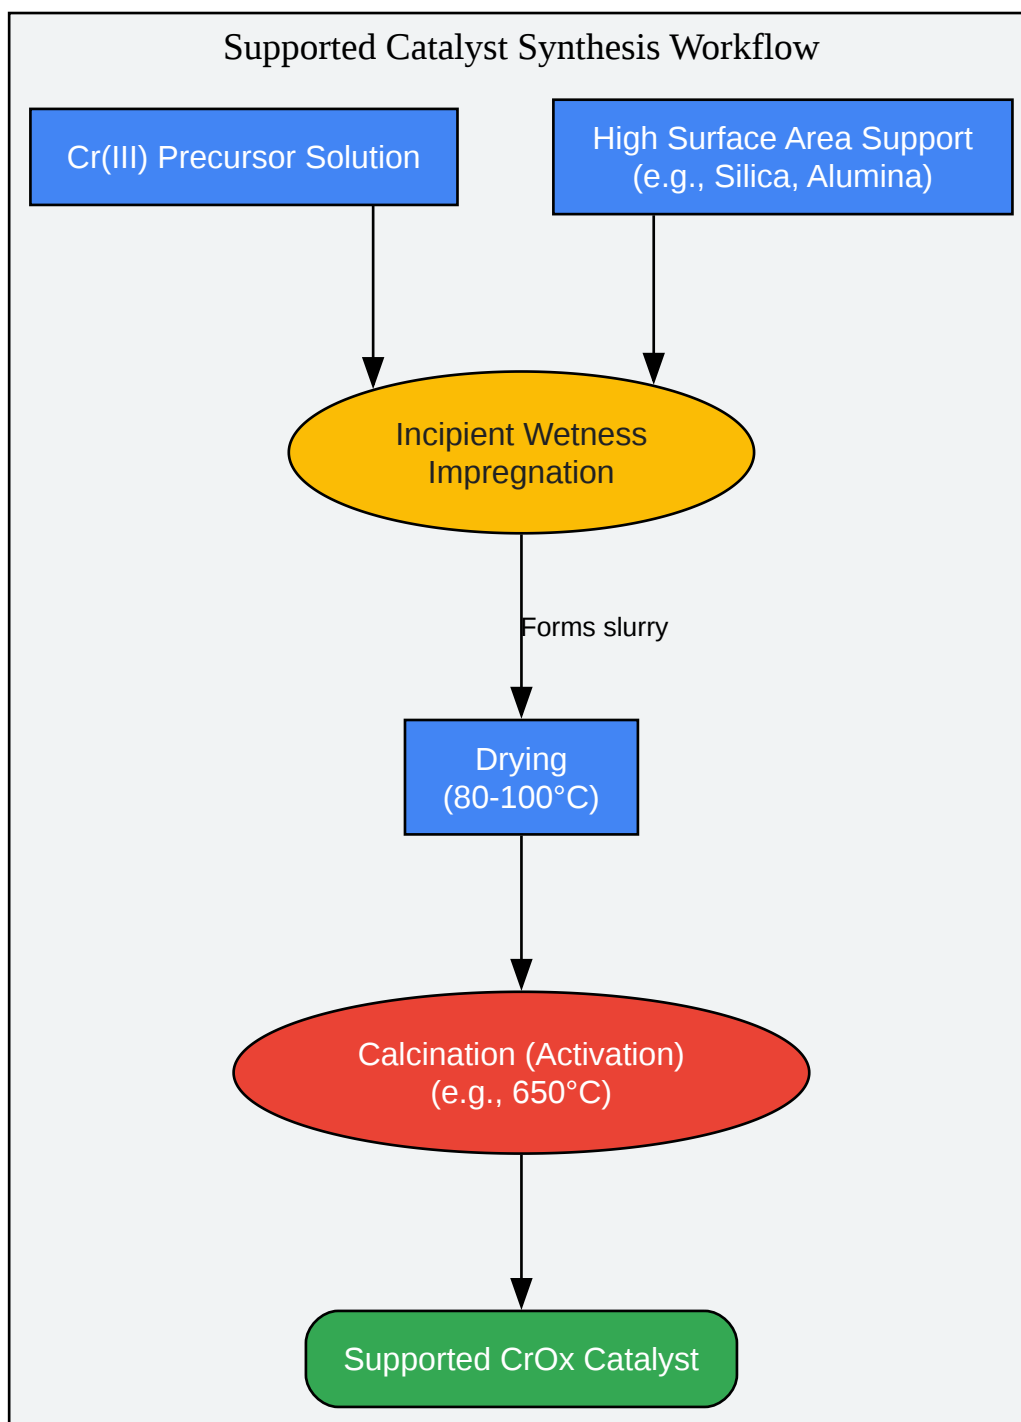 Supported Catalyst Synthesis Workflow
Cr(III) Precursor Solution
High Surface Area Support
(e.g., Silica, Alumina)
Incipient Wetness
Impregnation
Forms slurry
Drying
(80-100°C)
Calcination (Activation)
(e.g., 650°C)
Supported CrOx Catalyst